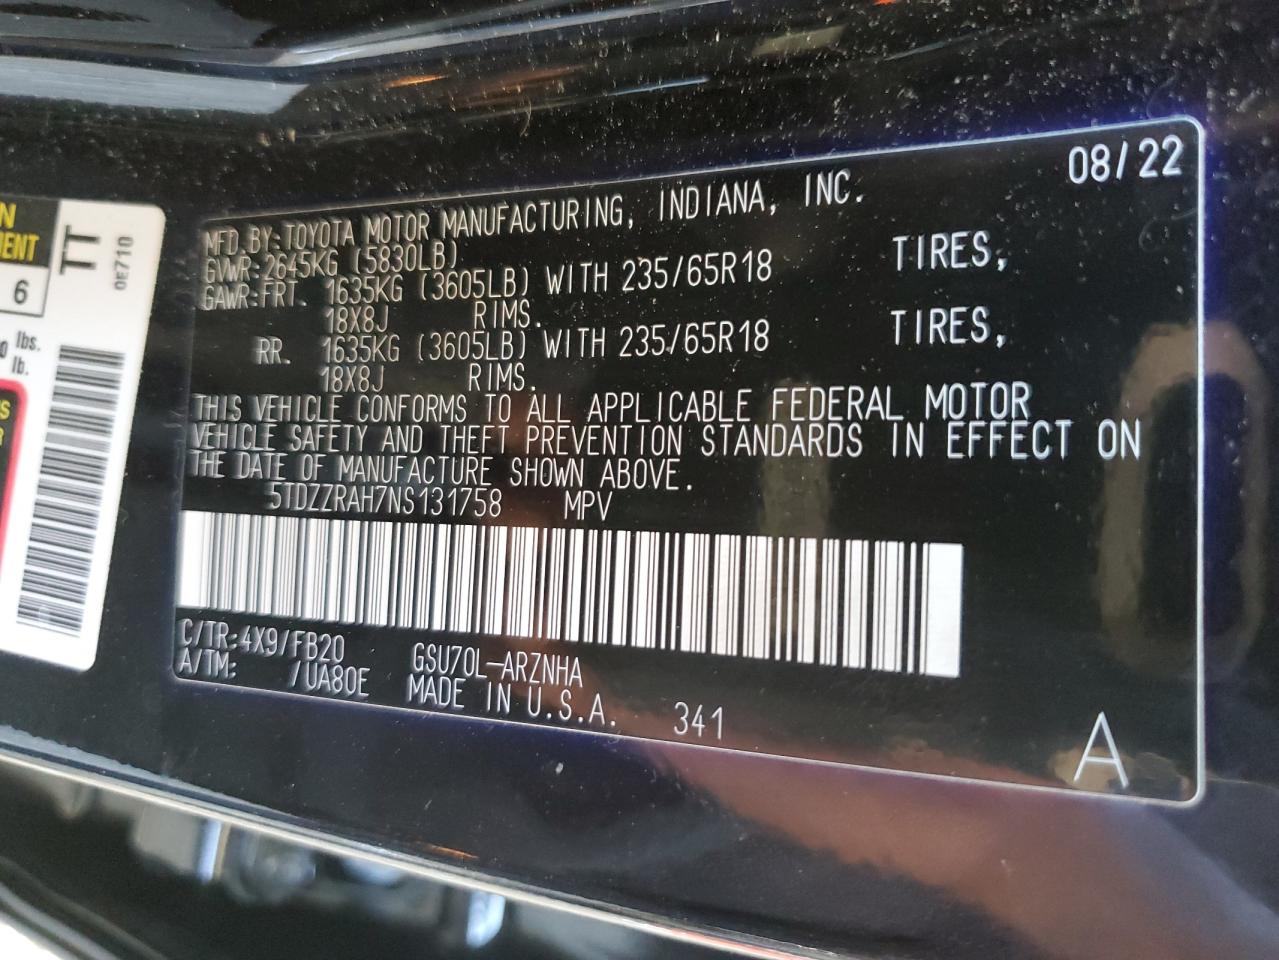 08/22
MFD.BY:TOYOTA MOTOR MANUFACTURING, INDIANA, INC.
GVWR:2645KG (5830LB)
GAWR:FRT. 1635KG (3605LB) WITH 235/65R18 TIRES,
18X8J RIMS.
RR. 1635KG (3605LB) WITH 235/65R18 TIRES,
18X8J RIMS.
THIS VEHICLE CONFORMS TO ALL APPLICABLE FEDERAL MOTOR
VEHICLE SAFETY AND THEFT PREVENTION STANDARDS IN EFFECT ON
THE DATE OF MANUFACTURE SHOWN ABOVE.
5TDZZRAH7NS131758 MPV
C/TR:4X9/FB20 GSU70L-ARZNHA
A/TM: /UA80E MADE IN U.S.A. 341
A
TT
0E710
6
lbs.
lb.